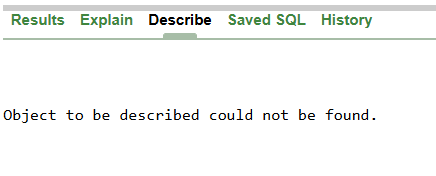 Results Explain Describe Saved SQL History
Object to be described could not be found.